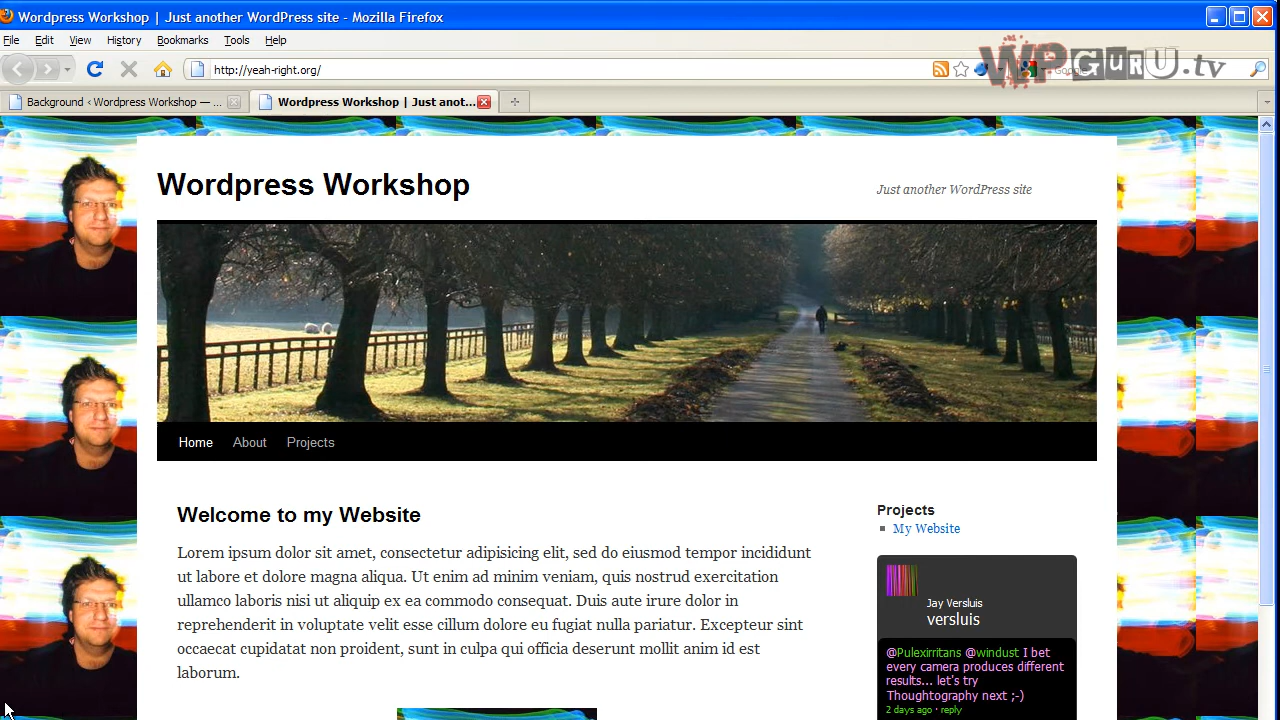 Wordpress Workshop | Just another WordPress site - Mozilla Firefox
File Edit View History Bookmarks Tools Help
http://yeah-right.org/
Google
WPGURU.tv
Background ‹ Wordpress Workshop — ...
Wordpress Workshop | Just anot...
Wordpress Workshop
Just another WordPress site
Home About Projects
Welcome to my Website
Lorem ipsum dolor sit amet, consectetur adipisicing elit, sed do eiusmod tempor incididunt
ut labore et dolore magna aliqua. Ut enim ad minim veniam, quis nostrud exercitation
ullamco laboris nisi ut aliquip ex ea commodo consequat. Duis aute irure dolor in
reprehenderit in voluptate velit esse cillum dolore eu fugiat nulla pariatur. Excepteur sint
occaecat cupidatat non proident, sunt in culpa qui officia deserunt mollit anim id est
laborum.
Projects
My Website
Jay Versluis
versluis
@Pulexirritans @windust I bet
every camera produces different
results... let's try
Thoughtography next ;-)
2 days ago · reply